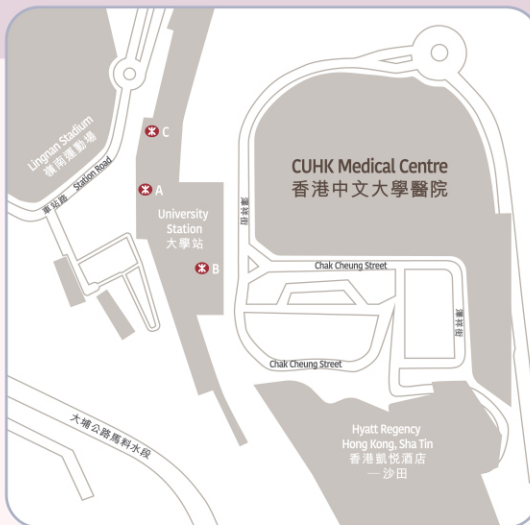 Lingnan Stadium
嶺南運動場
車站路 Station Road
C
A
University
Station
大學站
B
CUHK Medical Centre
香港中文大學醫院
澤祥街
Chak Cheung Street
澤祥街
Chak Cheung Street
Hyatt Regency
Hong Kong, Sha Tin
香港凱悦酒店
—沙田
大埔公路馬料水段